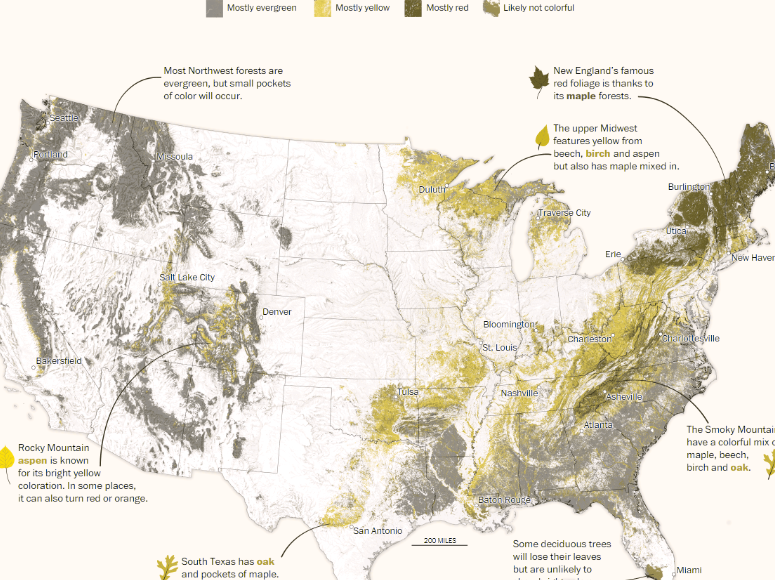 Mostly evergreen
Mostly yellow
Mostly red
Likely not colorful
Most Northwest forests are
evergreen, but small pockets
of color will occur.
New England's famous
red foliage is thanks to
its maple forests.
The upper Midwest
features yellow from
beech, birch and aspen
but also has maple mixed in.
Seattle
Portland
Missoula
Duluth
Burlington
Traverse City
Utica
Erie
New Haven
Salt Lake City
Denver
Bloomington
Charleston
Charlottesville
St. Louis
Bakersfield
Tulsa
Nashville
Asheville
Atlanta
Rocky Mountain
aspen is known
for its bright yellow
coloration. In some places,
it can also turn red or orange.
The Smoky Mountai
have a colorful mix o
maple, beech,
birch and oak.
Baton Rouge
San Antonio
200 MILES
South Texas has oak
and pockets of maple.
Some deciduous trees
will lose their leaves
but are unlikely to
Miami